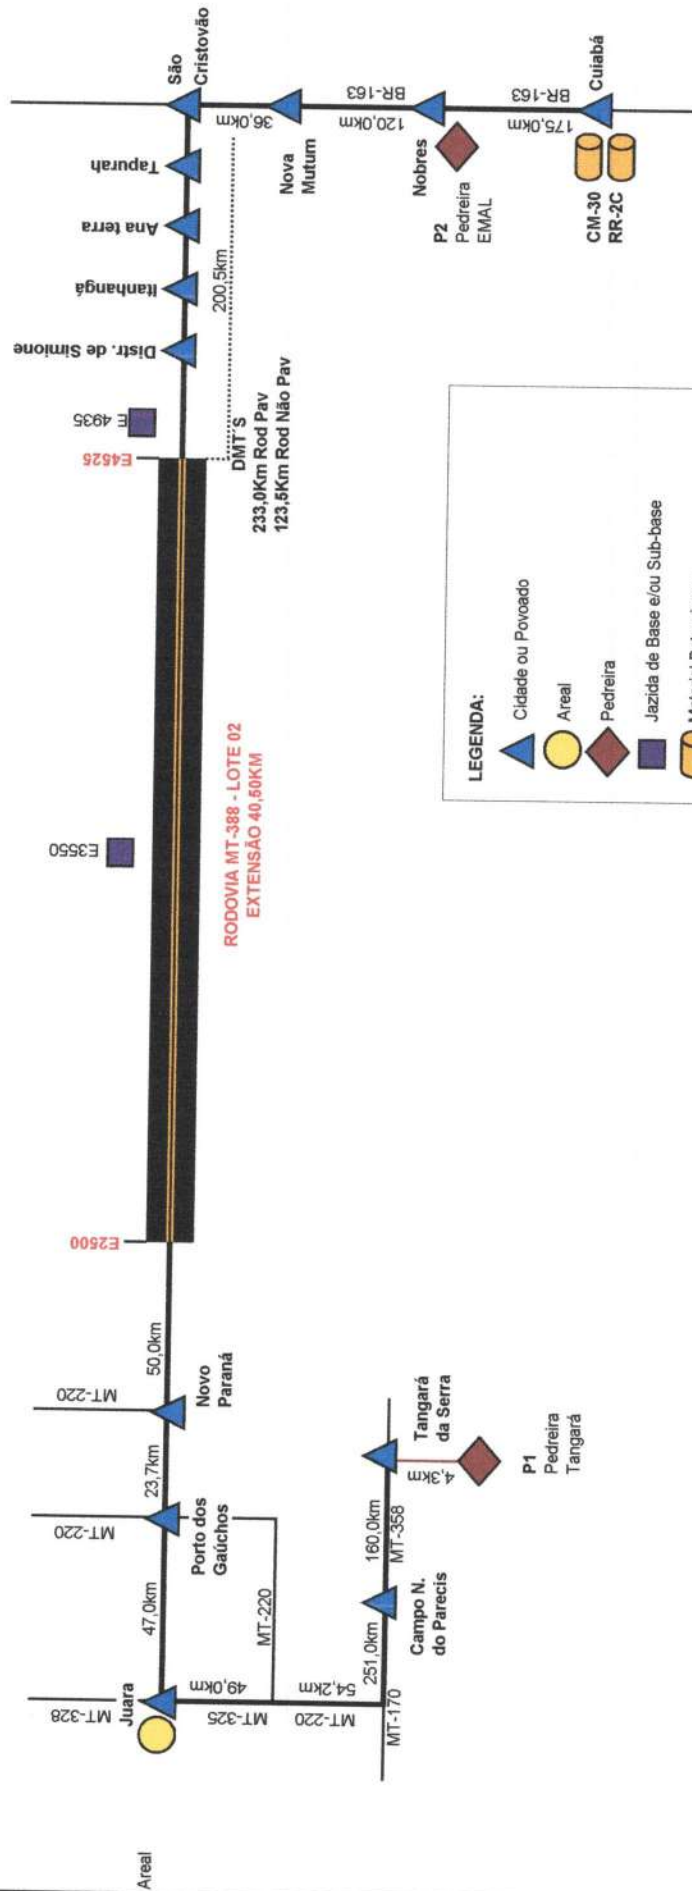 Areal
MT-328
Juara
47,0km
MT-220
Porto dos
Gaúchos
23,7km
MT-220
Novo
Paraná
50,0km
E2500
E3550
RODOVIA MT-388 - LOTE 02
EXTENSÃO 40,50KM
E4525
E 4935
DMT'S
233,0Km Rod Pav
123,5Km Rod Não Pav
200,5km
Distr. de Simione
Itanhangá
Ana terra
Tapurah
São
Cristovão
36,0km
Nova
Mutum
120,0km
BR-163
Nobres
P2
Pedreira
EMAL
175,0km
BR-163
Cuiabá
CM-30
RR-2C
49,0km
MT-325
MT-220
54,2km
MT-220
MT-170
251,0km
Campo N.
do Parecis
160,0km
MT-358
Tangará
da Serra
4,3km
P1
Pedreira
Tangará
LEGENDA:
Cidade ou Povoado
Areal
Pedreira
Jazida de Base e/ou Sub-base